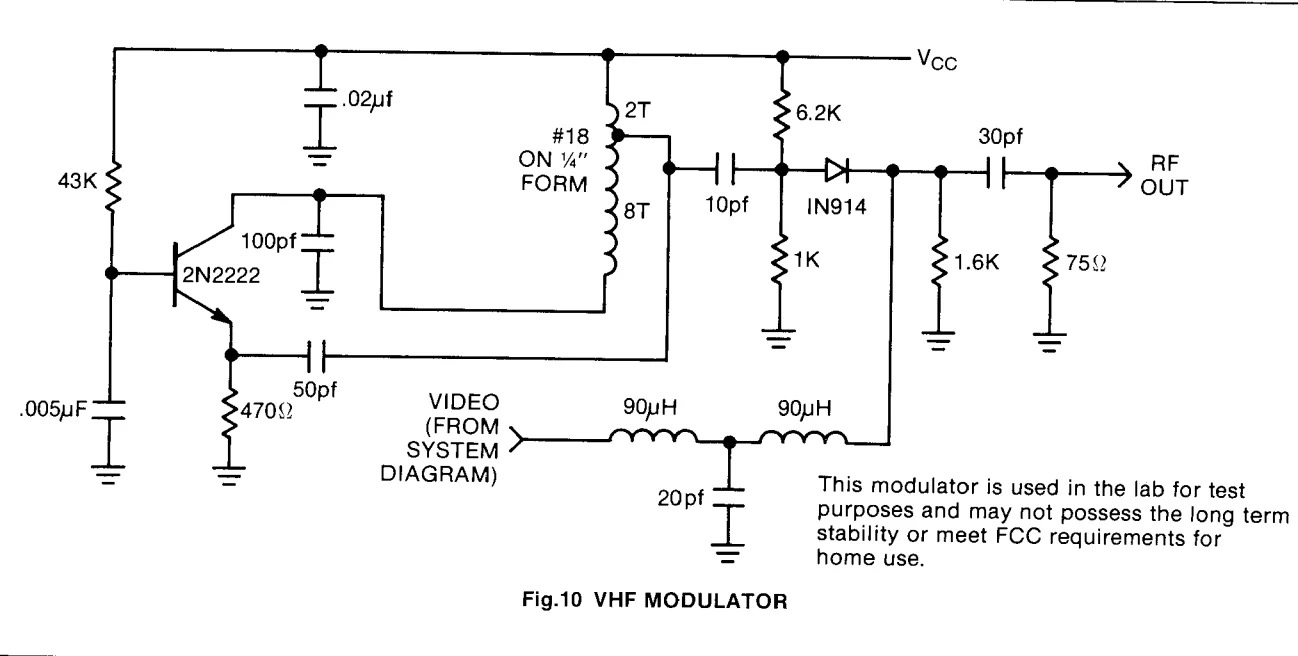 VCC
.02µf
2T
6.2K
#18
ON ¼"
FORM
30pf
RF
OUT
43K
8T
10pf
IN914
100pf
2N2222
1K
1.6K
75Ω
50pf
.005µF
470Ω
VIDEO
(FROM
SYSTEM
DIAGRAM)
90µH
90µH
20pf
This modulator is used in the lab for test
purposes and may not possess the long term
stability or meet FCC requirements for
home use.
Fig.10 VHF MODULATOR